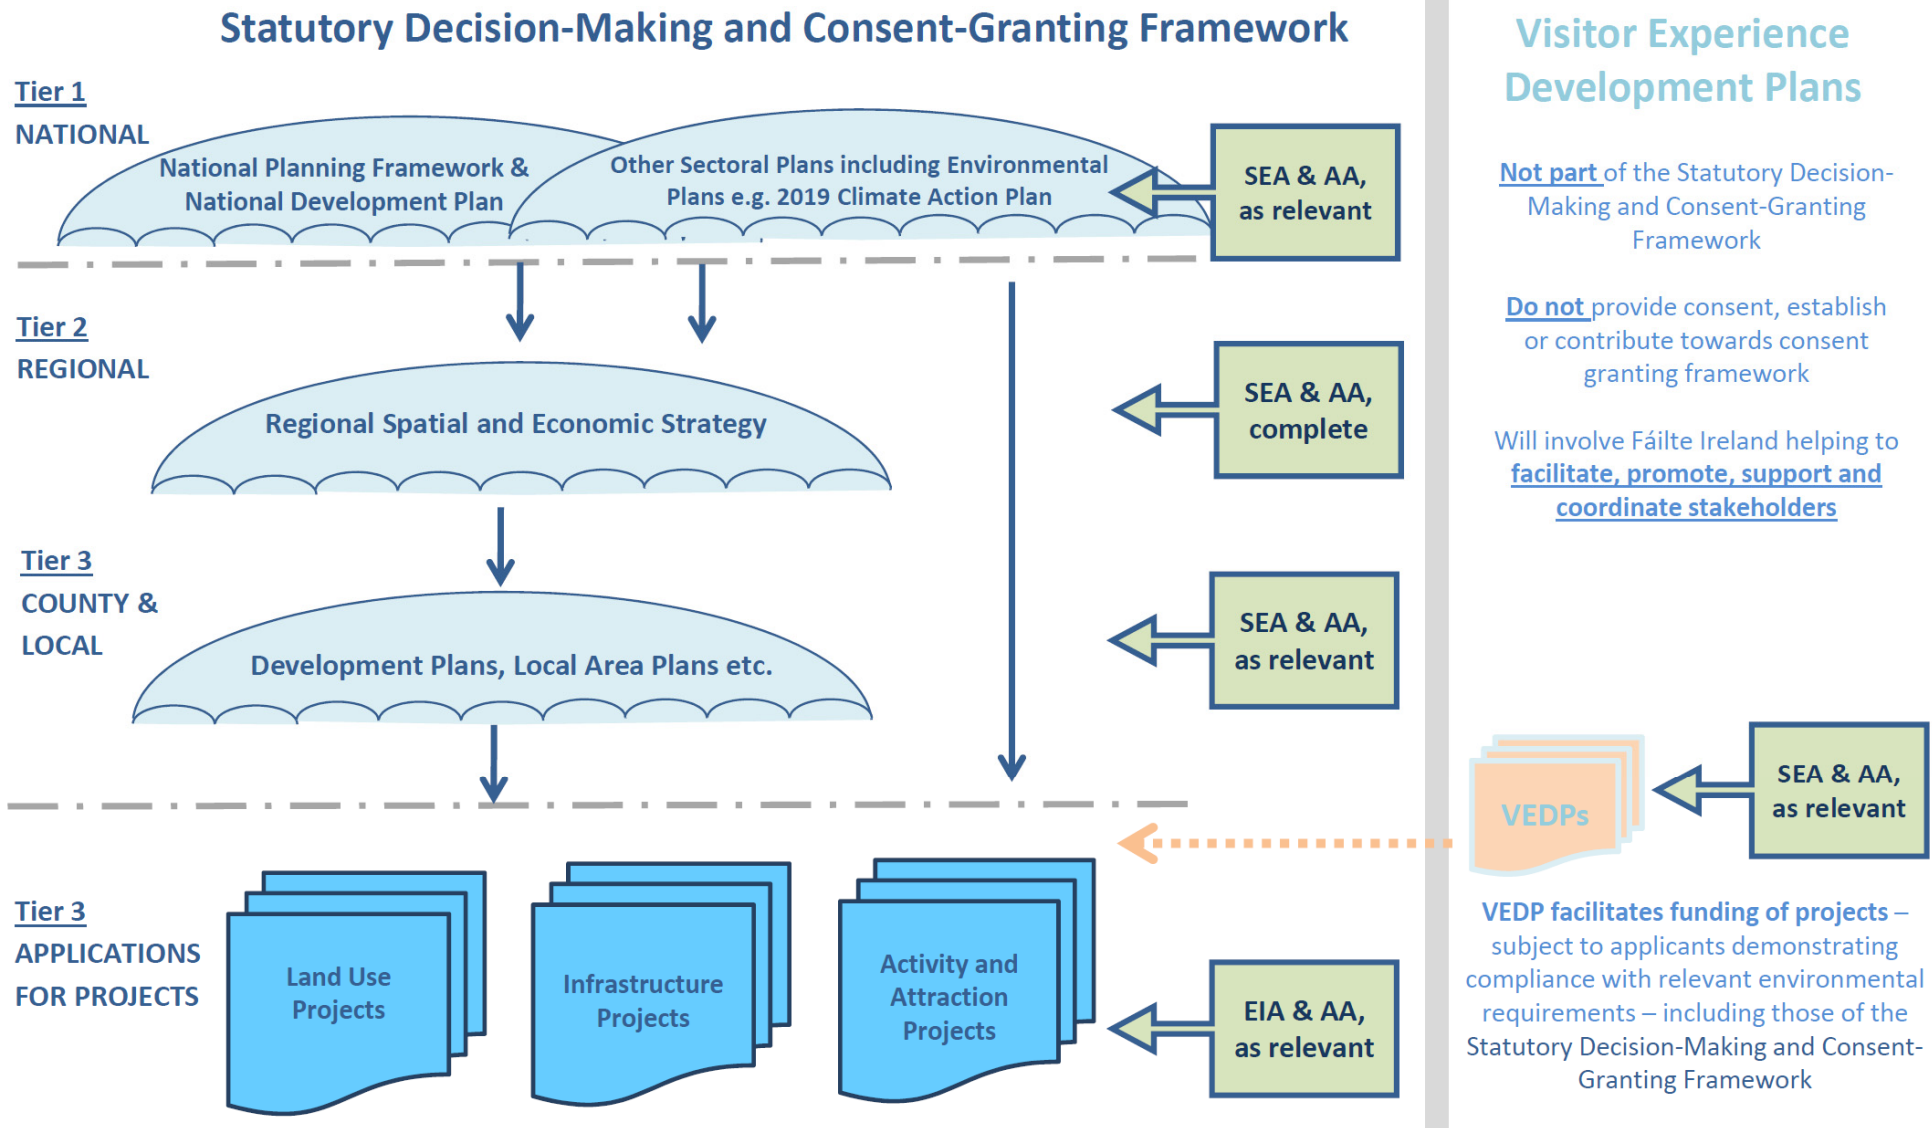 Statutory Decision-Making and Consent-Granting Framework
Tier 1
NATIONAL
National Planning Framework &
National Development Plan
Other Sectoral Plans including Environmental
Plans e.g. 2019 Climate Action Plan
SEA & AA,
as relevant
Tier 2
REGIONAL
Regional Spatial and Economic Strategy
SEA & AA,
complete
Tier 3
COUNTY &
LOCAL
Development Plans, Local Area Plans etc.
SEA & AA,
as relevant
Tier 3
APPLICATIONS
FOR PROJECTS
Land Use
Projects
Infrastructure
Projects
Activity and
Attraction
Projects
EIA & AA,
as relevant
Visitor Experience
Development Plans
Not part of the Statutory Decision-
Making and Consent-Granting
Framework
Do not provide consent, establish
or contribute towards consent
granting framework
Will involve Fáilte Ireland helping to
facilitate, promote, support and
coordinate stakeholders
VEDPs
SEA & AA,
as relevant
VEDP facilitates funding of projects –
subject to applicants demonstrating
compliance with relevant environmental
requirements – including those of the
Statutory Decision-Making and Consent-
Granting Framework